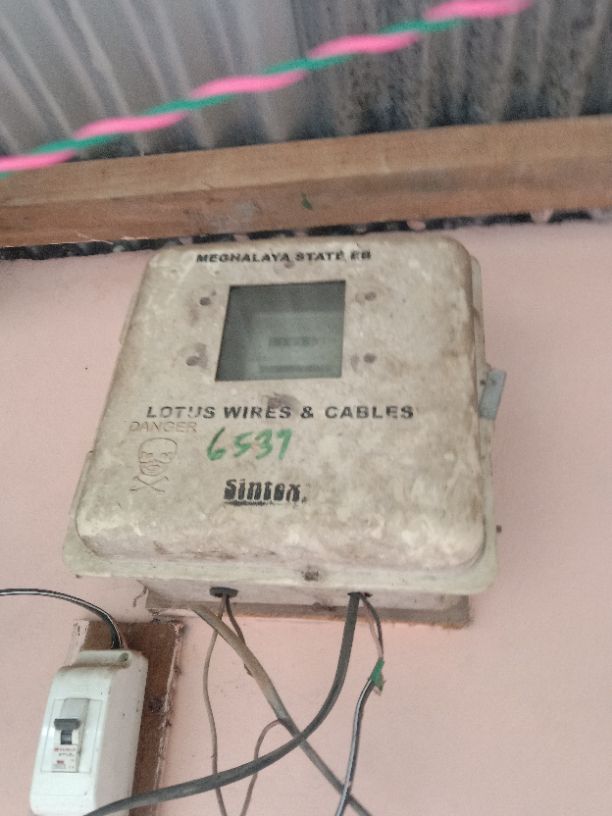 MEGHALAYA STATE EB
LOTUS WIRES & CABLES
DANGER
6537
Sintex